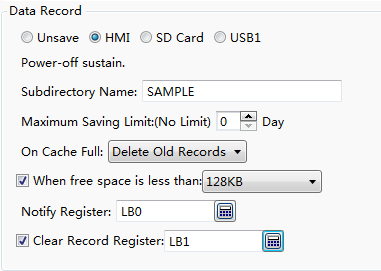 Data Record
Unsave HMI SD Card USB1
Power-off sustain.
Subdirectory Name: SAMPLE
Maximum Saving Limit:(No Limit) 0 Day
On Cache Full: Delete Old Records
When free space is less than: 128KB
Notify Register: LB0
Clear Record Register: LB1